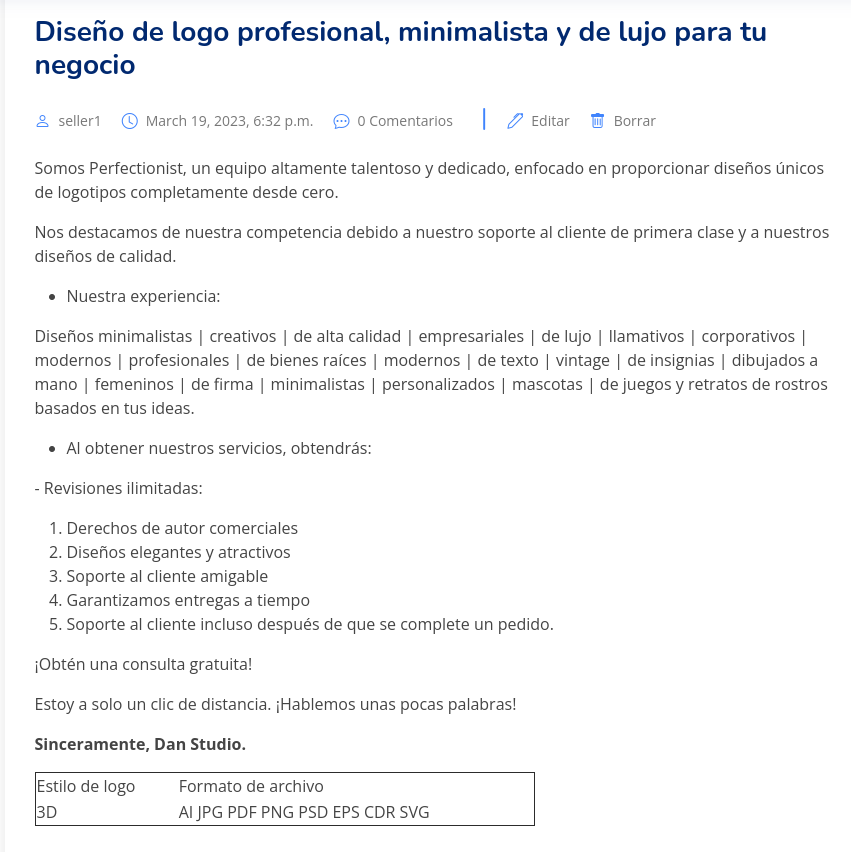 Diseño de logo profesional, minimalista y de lujo para tu
negocio
seller1 March 19, 2023, 6:32 p.m. 0 Comentarios Editar Borrar
Somos Perfectionist, un equipo altamente talentoso y dedicado, enfocado en proporcionar diseños únicos
de logotipos completamente desde cero.
Nos destacamos de nuestra competencia debido a nuestro soporte al cliente de primera clase y a nuestros
diseños de calidad.
• Nuestra experiencia:
Diseños minimalistas | creativos | de alta calidad | empresariales | de lujo | llamativos | corporativos |
modernos | profesionales | de bienes raíces | modernos | de texto | vintage | de insignias | dibujados a
mano | femeninos | de firma | minimalistas | personalizados | mascotas | de juegos y retratos de rostros
basados en tus ideas.
• Al obtener nuestros servicios, obtendrás:
- Revisiones ilimitadas:
1. Derechos de autor comerciales
2. Diseños elegantes y atractivos
3. Soporte al cliente amigable
4. Garantizamos entregas a tiempo
5. Soporte al cliente incluso después de que se complete un pedido.
¡Obtén una consulta gratuita!
Estoy a solo un clic de distancia. ¡Hablemos unas pocas palabras!
Sinceramente, Dan Studio.
Estilo de logo Formato de archivo
3D AI JPG PDF PNG PSD EPS CDR SVG